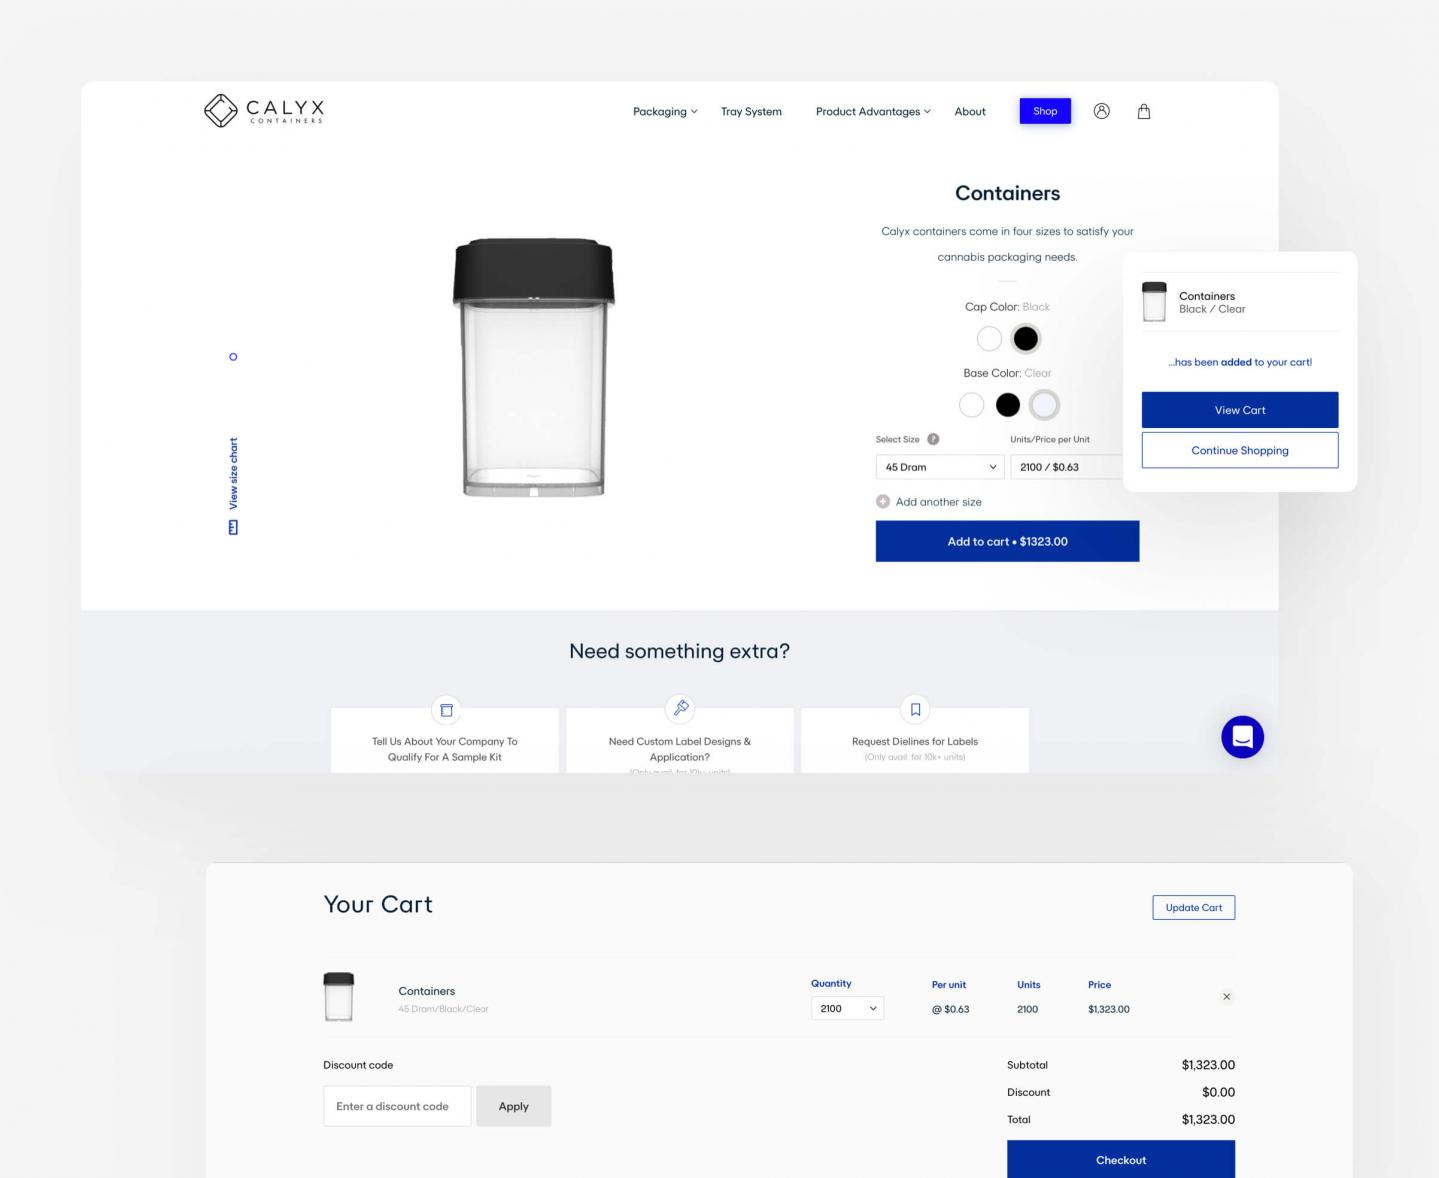 CALYX
CONTAINERS
Packaging
Tray System
Product Advantages
About
Shop
Containers
Calyx containers come in four sizes to satisfy your
cannabis packaging needs.
Cap Color: Black
Base Color: Clear
Select Size ?
Units/Price per Unit
45 Dram
2100 / $0.63
Add another size
Add to cart • $1323.00
View size chart
Containers
Black / Clear
...has been added to your cart!
View Cart
Continue Shopping
Need something extra?
Tell Us About Your Company To
Qualify For A Sample Kit
Need Custom Label Designs &
Application?
(Only avail. for 10k+ units)
Request Dielines for Labels
(Only avail. for 10k+ units)
Your Cart
Update Cart
Containers
45 Dram/Black/Clear
Quantity
2100
Per unit
@ $0.63
Units
2100
Price
$1,323.00
Discount code
Enter a discount code
Apply
Subtotal
$1,323.00
Discount
$0.00
Total
$1,323.00
Checkout